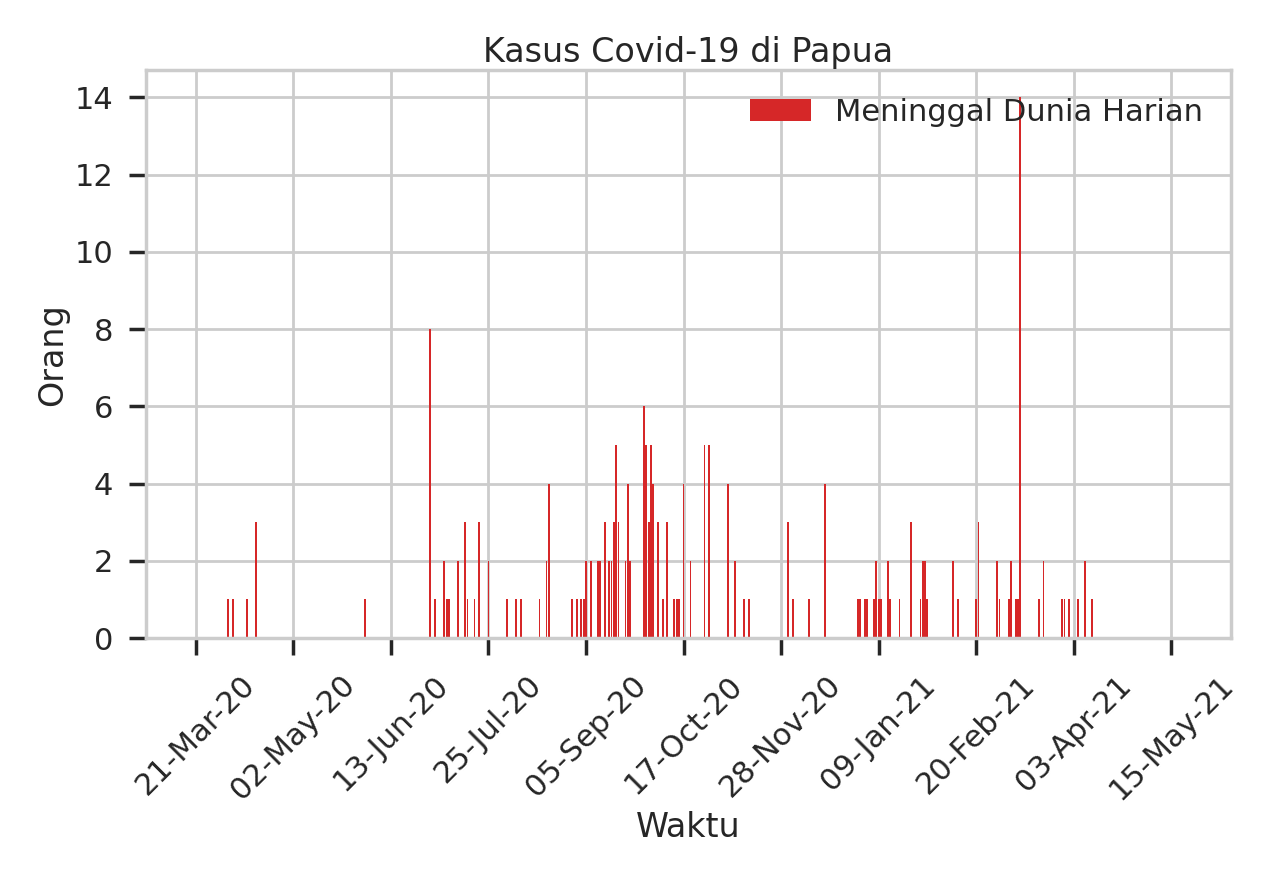 Kasus Covid-19 di Papua
Meninggal Dunia Harian
Orang
14
12
10
8
6
4
2
0
21-Mar-20
02-May-20
13-Jun-20
25-Jul-20
05-Sep-20
17-Oct-20
28-Nov-20
09-Jan-21
20-Feb-21
03-Apr-21
15-May-21
Waktu